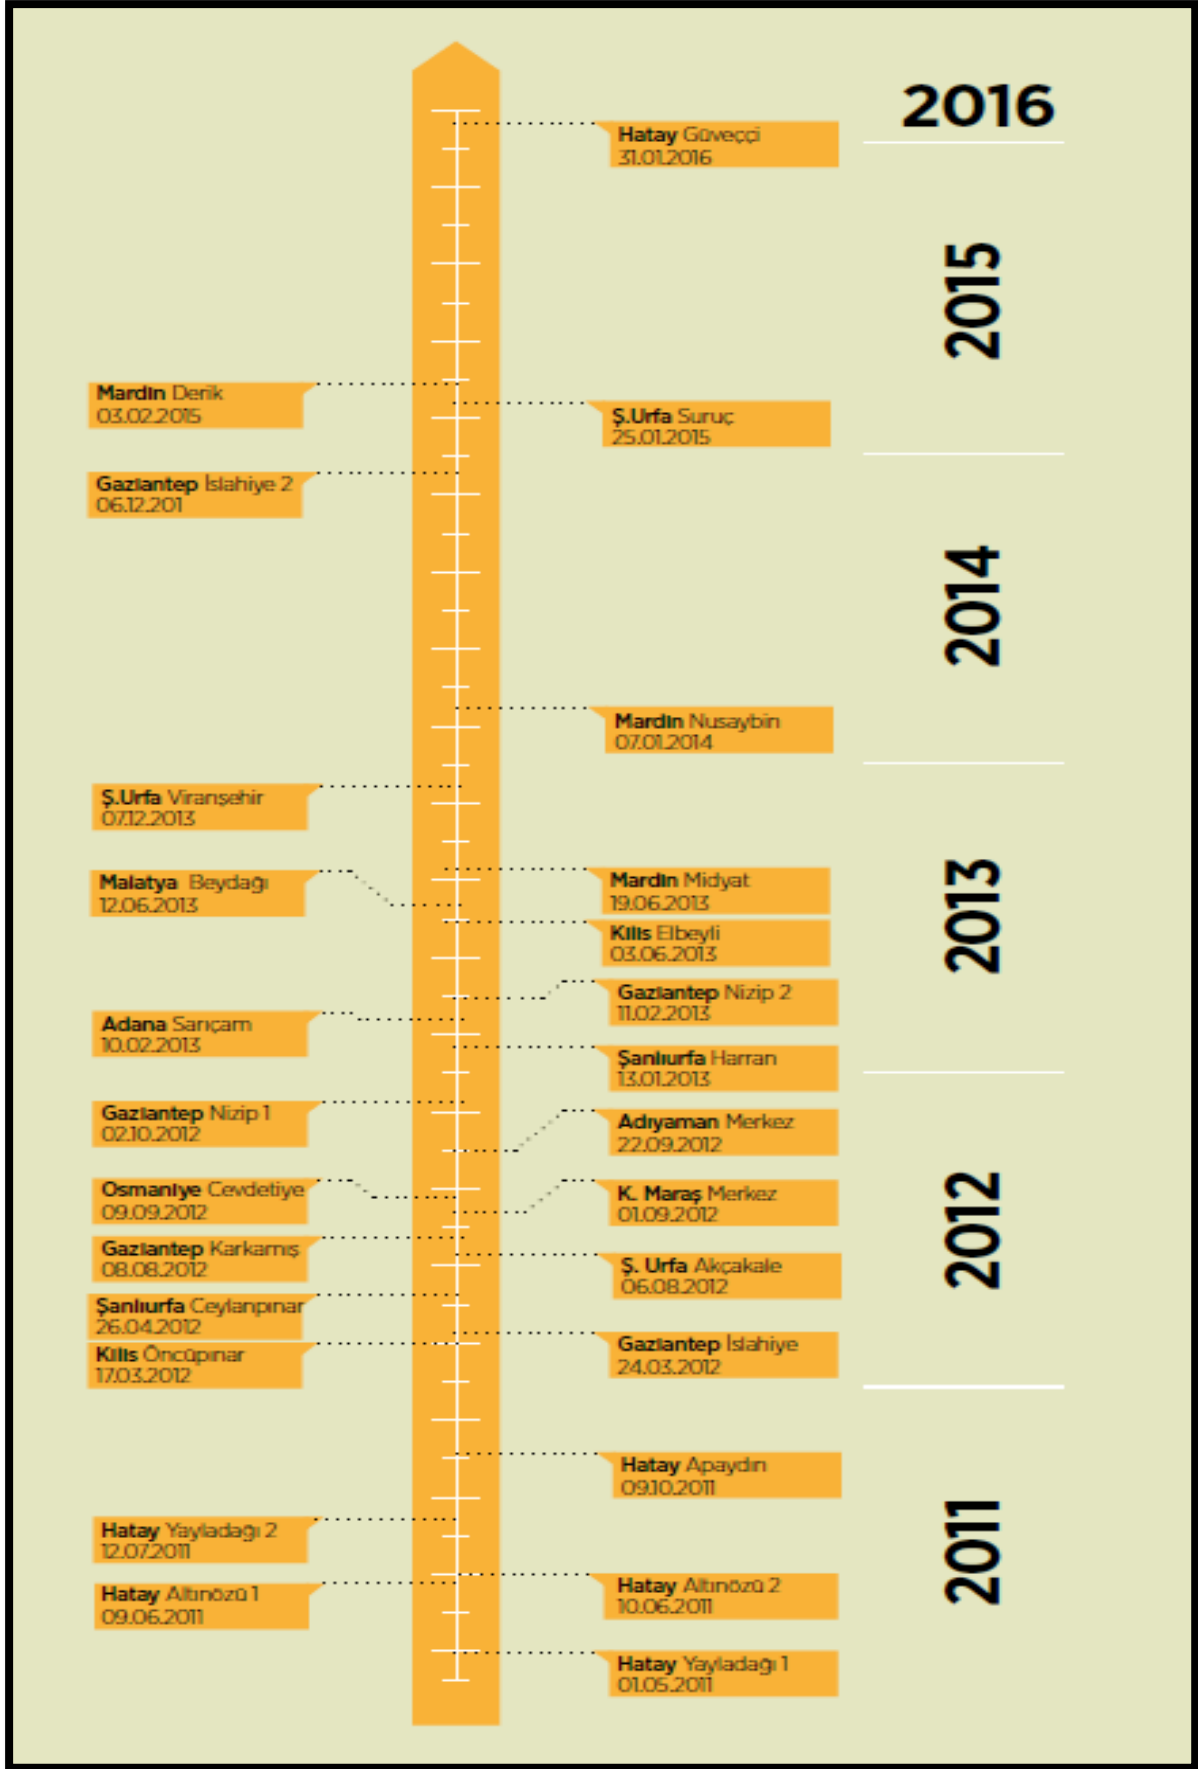 2016
Hatay Güveççi
31.01.2016
2015
Mardin Derik
03.02.2015
Ş.Urfa Suruç
25.01.2015
Gaziantep İslahiye 2
06.12.201
2014
Mardin Nusaybin
07.01.2014
Ş.Urfa Viranşehir
07.12.2013
2013
Malatya Beydağı
12.06.2013
Mardin Midyat
19.06.2013
Kilis Elbeyli
03.06.2013
Gaziantep Nizip 2
11.02.2013
Adana Sarıçam
10.02.2013
Şanlıurfa Harran
13.01.2013
Gaziantep Nizip 1
02.10.2012
Adıyaman Merkez
22.09.2012
2012
Osmaniye Cevdetiye
09.09.2012
K. Maraş Merkez
01.09.2012
Gaziantep Karkamış
08.08.2012
Ş. Urfa Akçakale
06.08.2012
Şanlıurfa Ceylanpınar
26.04.2012
Kilis Öncüpınar
17.03.2012
Gaziantep İslahiye
24.03.2012
Hatay Apaydın
09.10.2011
2011
Hatay Yayladağı 2
12.07.2011
Hatay Altınözü 1
09.06.2011
Hatay Altınözü 2
10.06.2011
Hatay Yayladağı 1
01.05.2011